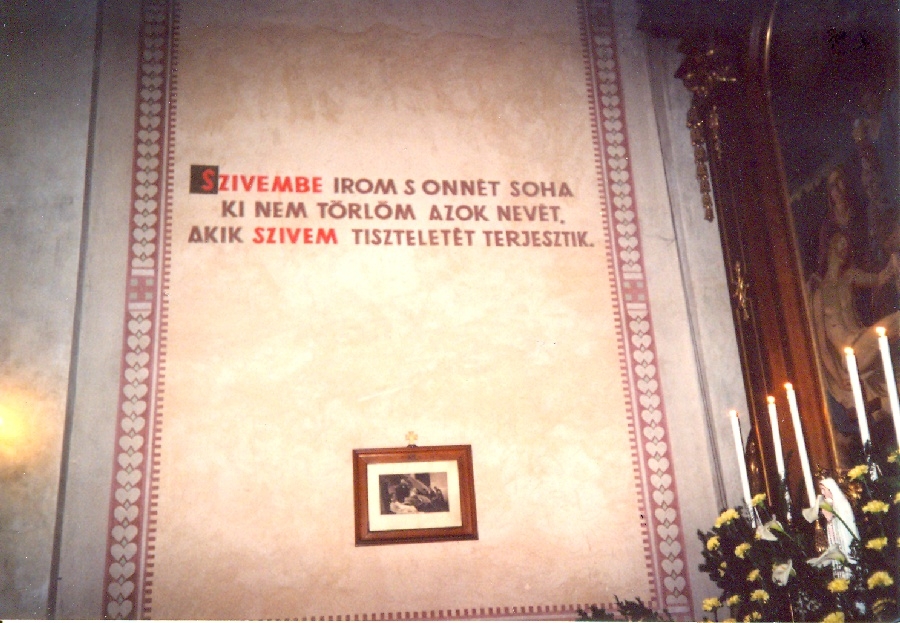 SZIVEMBE IROM S ONNÉT SOHA
KI NEM TÖRLÖM AZOK NEVÉT,
AKIK SZIVEM TISZTELETÉT TERJESZTIK.